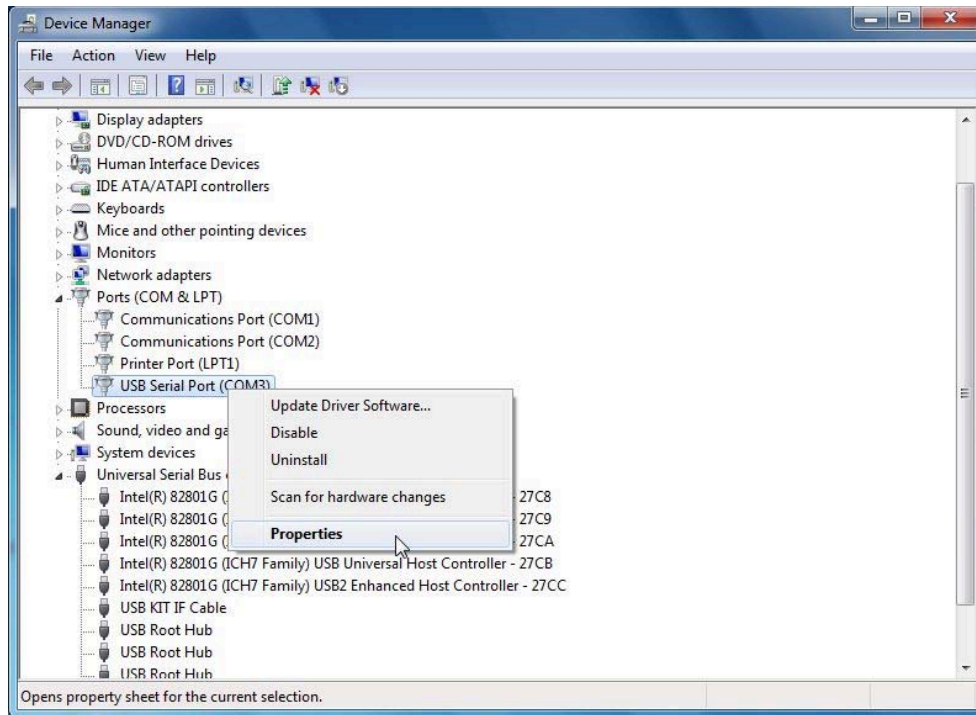 Device Manager
File Action View Help
Display adapters
DVD/CD-ROM drives
Human Interface Devices
IDE ATA/ATAPI controllers
Keyboards
Mice and other pointing devices
Monitors
Network adapters
Ports (COM & LPT)
Communications Port (COM1)
Communications Port (COM2)
Printer Port (LPT1)
USB Serial Port (COM3)
Processors
Sound, video and ga
System devices
Universal Serial Bus
Update Driver Software...
Disable
Uninstall
Scan for hardware changes
Properties
Intel(R) 82801G ( - 27C8
Intel(R) 82801G ( - 27C9
Intel(R) 82801G ( - 27CA
Intel(R) 82801G (ICH7 Family) USB Universal Host Controller - 27CB
Intel(R) 82801G (ICH7 Family) USB2 Enhanced Host Controller - 27CC
USB KIT IF Cable
USB Root Hub
USB Root Hub
USB Root Hub
Opens property sheet for the current selection.